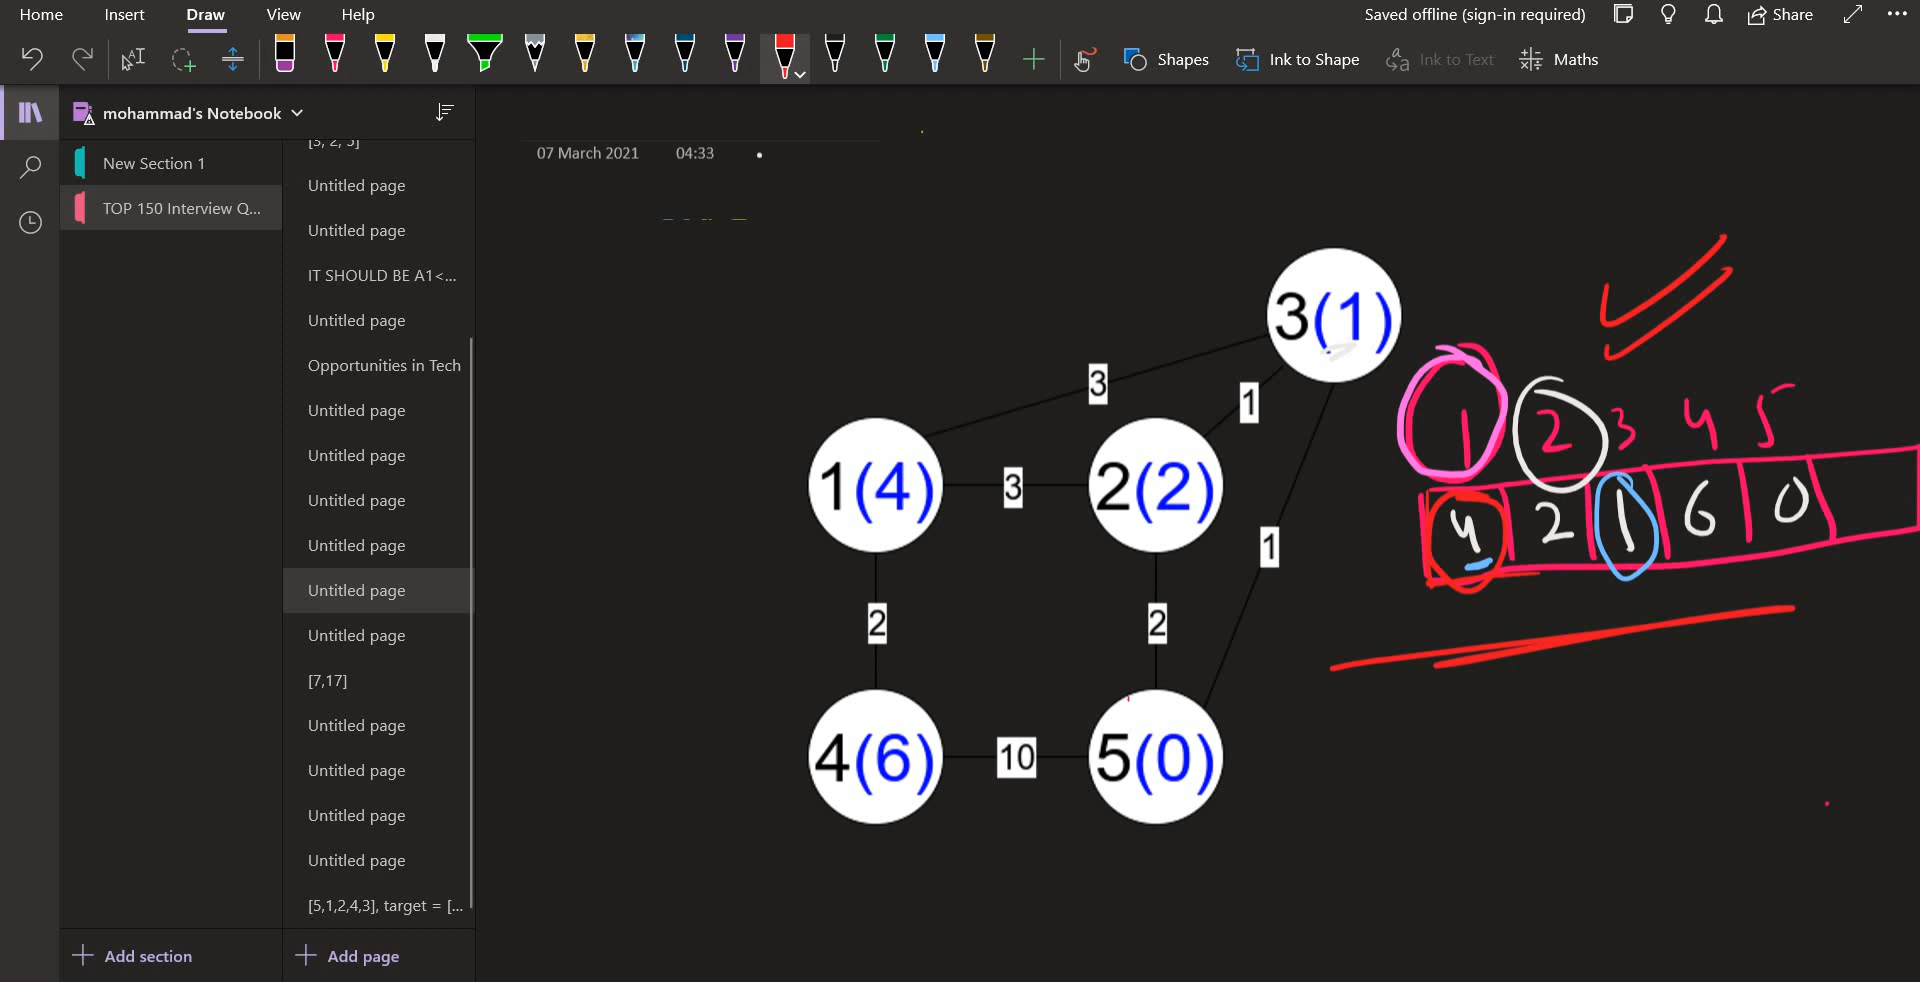 Home Insert Draw View Help
Saved offline (sign-in required) Share
Shapes Ink to Shape Ink to Text Maths
mohammad's Notebook
New Section 1
TOP 150 Interview Q...
[3, 2, 5]
Untitled page
Untitled page
IT SHOULD BE A1<...
Untitled page
Opportunities in Tech
Untitled page
Untitled page
Untitled page
Untitled page
Untitled page
Untitled page
[7,17]
Untitled page
Untitled page
Untitled page
Untitled page
[5,1,2,4,3], target = [...
Add section
Add page
07 March 2021 04:33
3(1)
3
1
1(4)
3
2(2)
1
2
2
4(6)
10
5(0)
1 2 3 4 5
4 2 1 6 0